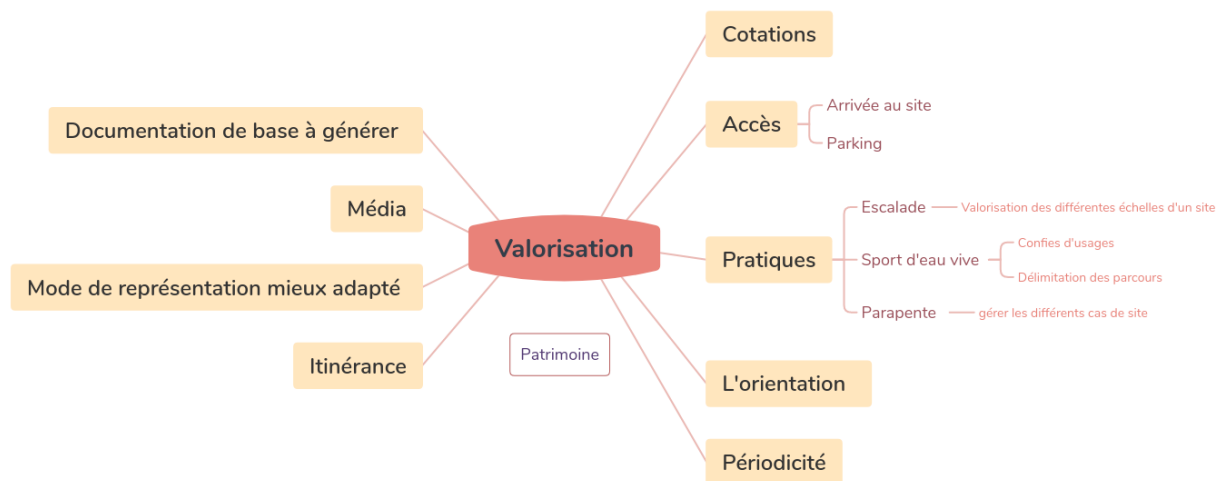 Cotations
Documentation de base à générer
Accès
Arrivée au site
Parking
Média
Valorisation
Mode de représentation mieux adapté
Itinérance
Patrimoine
Pratiques
Escalade
Valorisation des différentes échelles d'un site
Sport d'eau vive
Confies d'usages
Délimitation des parcours
Parapente
gérer les différents cas de site
L'orientation
Périodicité